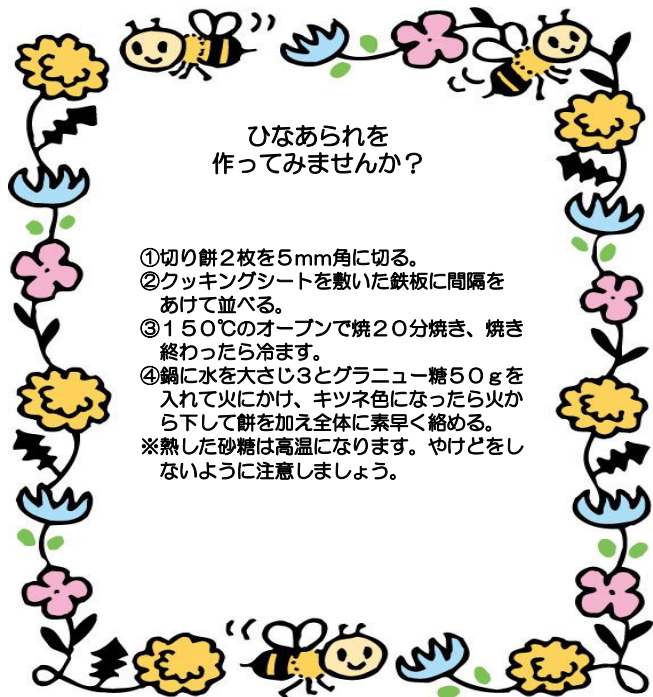 ひなあられを
作ってみませんか？
①切り餅２枚を５ｍｍ角に切る。
②クッキングシートを敷いた鉄板に間隔を
あけて並べる。
③１５０℃のオーブンで焼２０分焼き、焼き
終わったら冷ます。
④鍋に水を大さじ３とグラニュー糖５０ｇを
入れて火にかけ、キツネ色になったら火か
ら下して餅を加え全体に素早く絡める。
※熱した砂糖は高温になります。やけどをし
ないように注意しましょう。